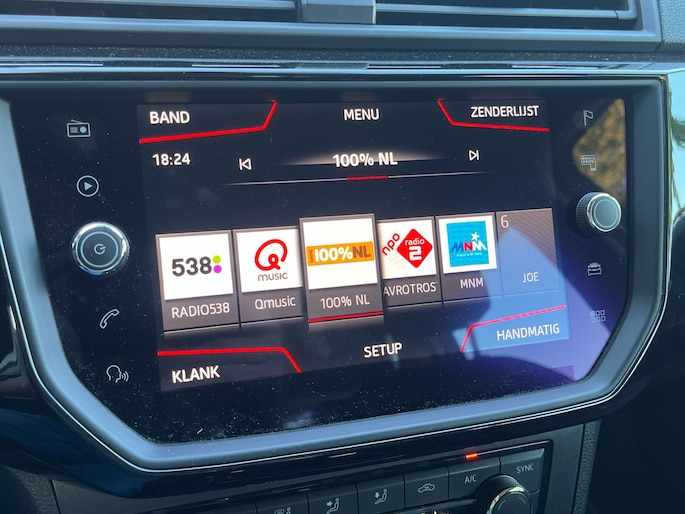 BAND
MENU
ZENDERLIJST
18:24
100% NL
538
Q
MUSIC
100%NL
npo radio 2
MNM
6
RADIO538
Qmusic
100% NL
AVROTROS
MNM
JOE
KLANK
SETUP
HANDMATIG
A/C
SYNC